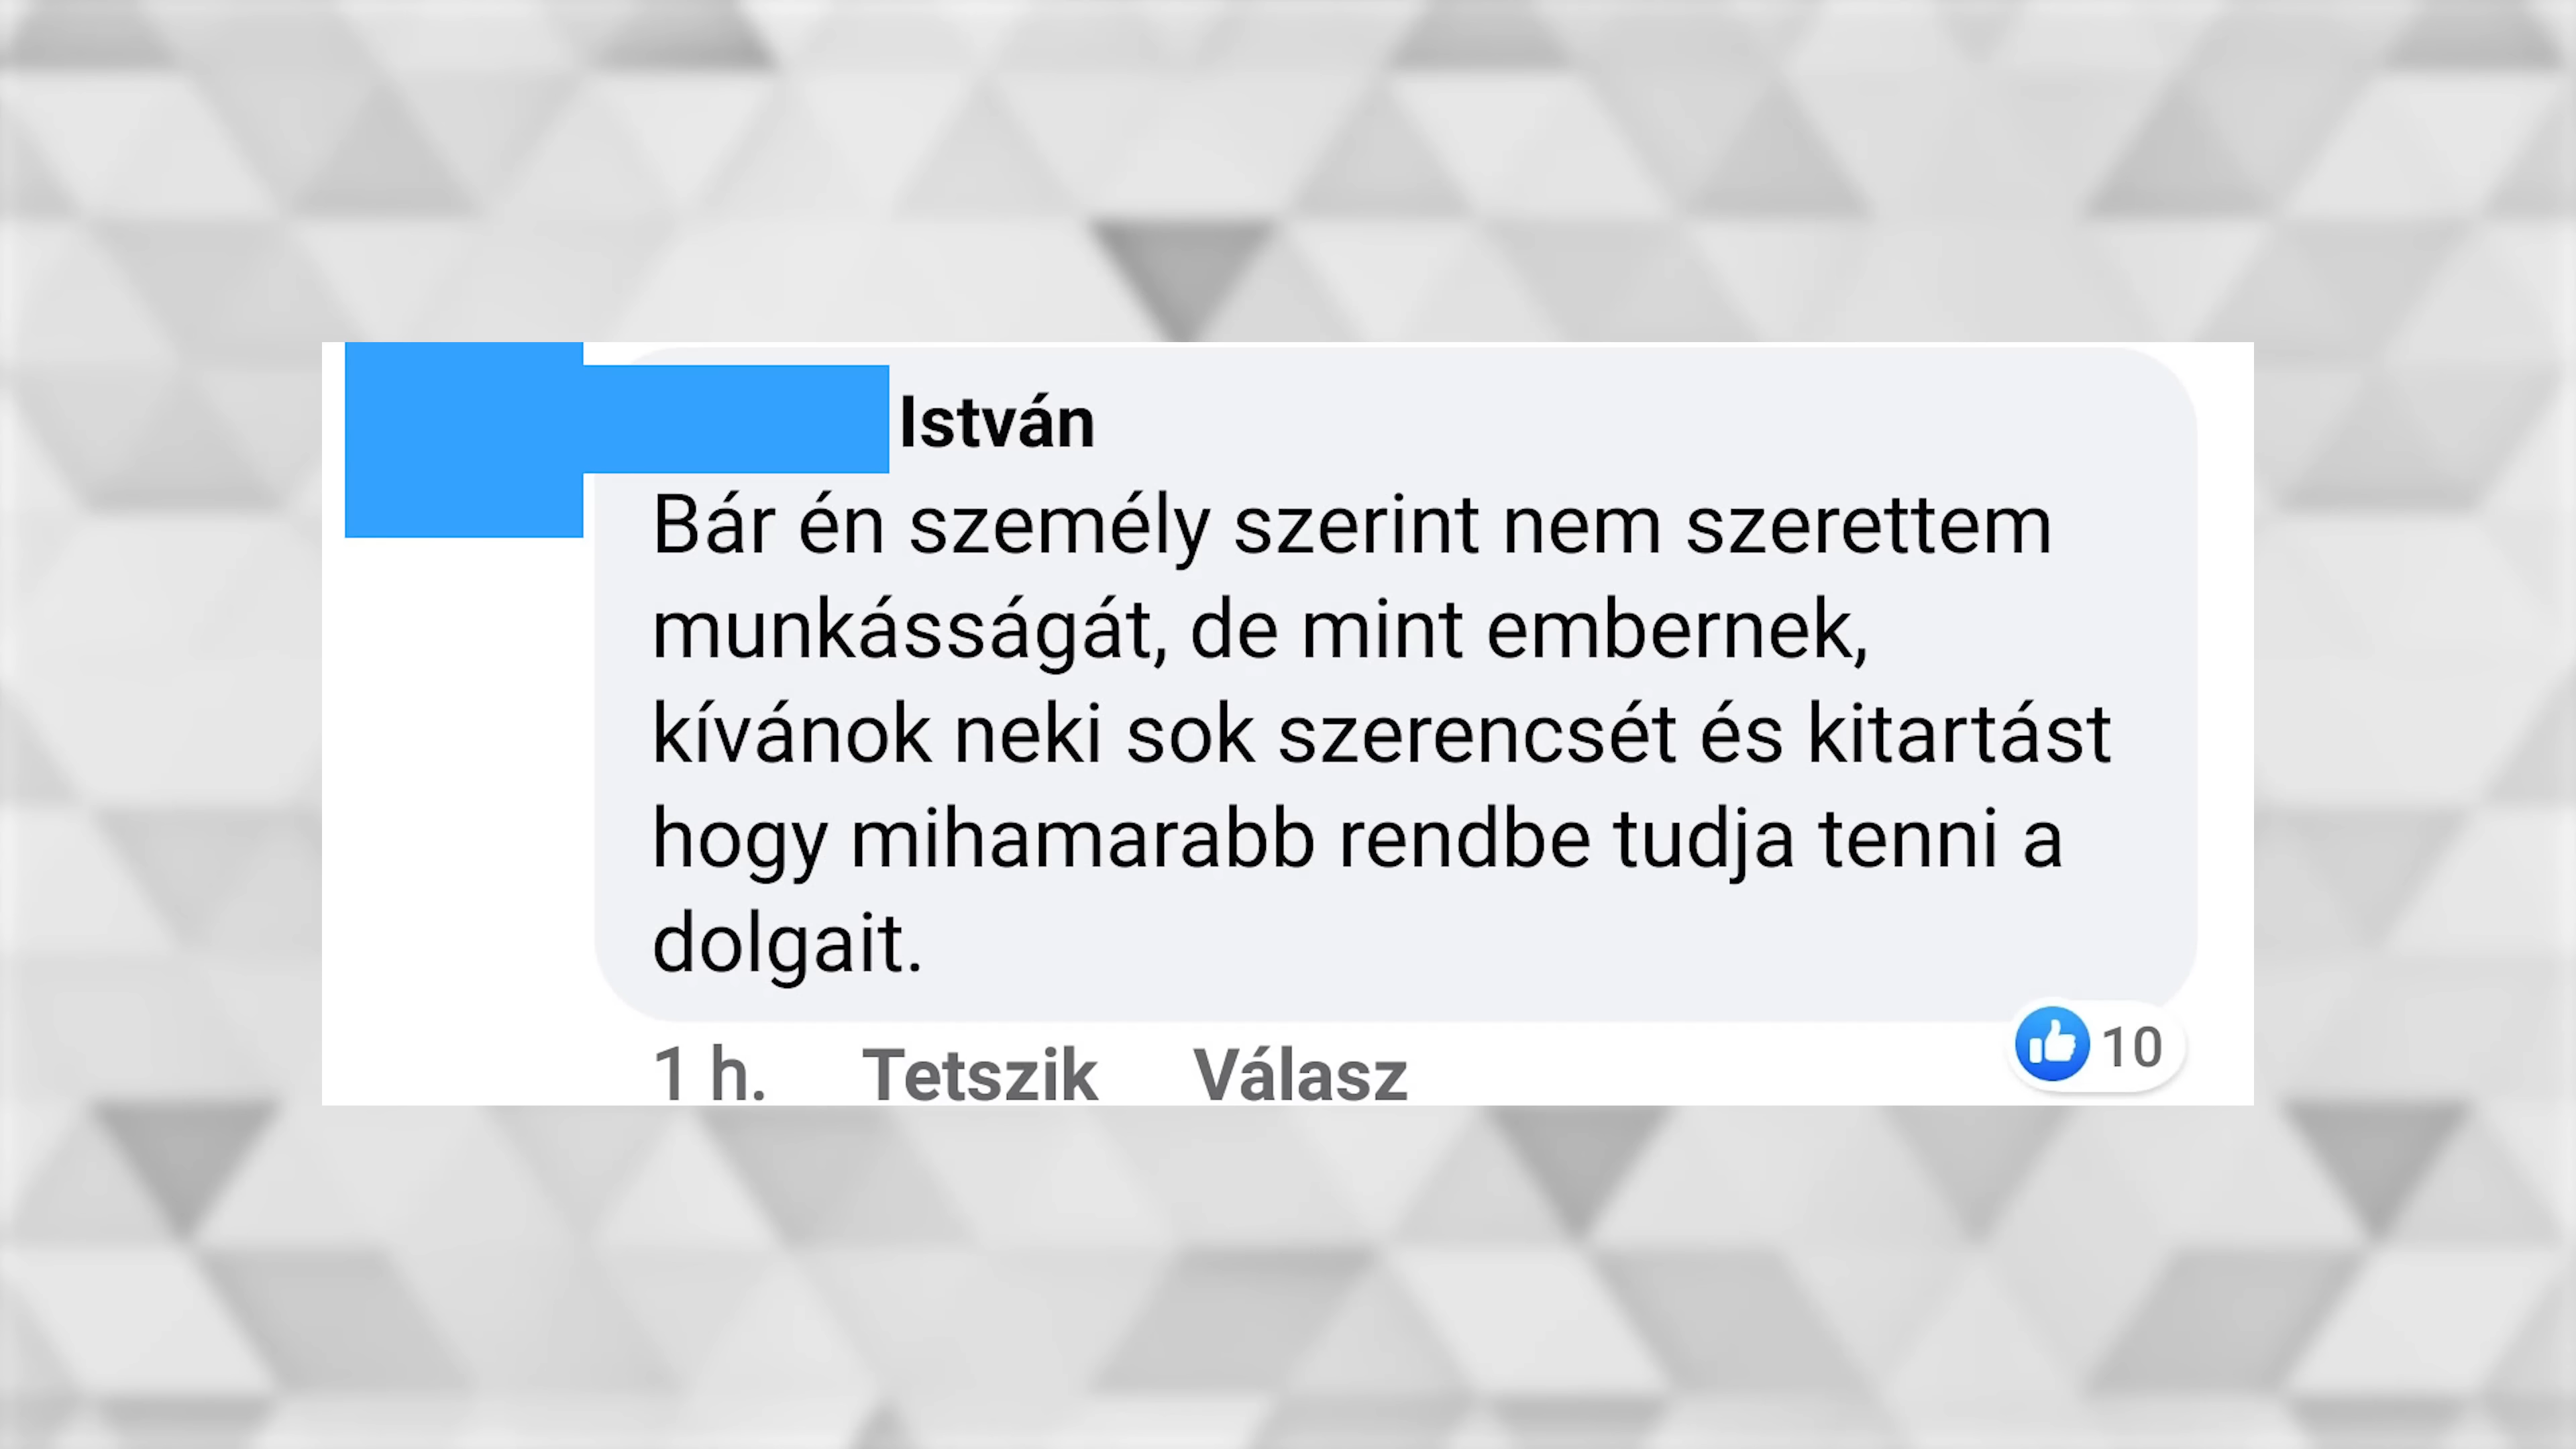 István
Bár én személy szerint nem szerettem
munkásságát, de mint embernek,
kívánok neki sok szerencsét és kitartást
hogy mihamarabb rendbe tudja tenni a
dolgait.
1 h. Tetszik Válasz 10